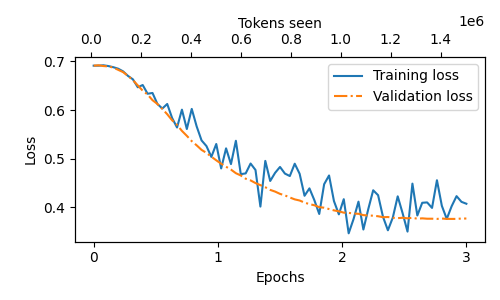 Tokens seen
0.0 0.2 0.4 0.6 0.8 1.0 1.2 1.4 1e6
0.7
0.6
0.5
0.4
Loss
Training loss
Validation loss
0 1 2 3
Epochs